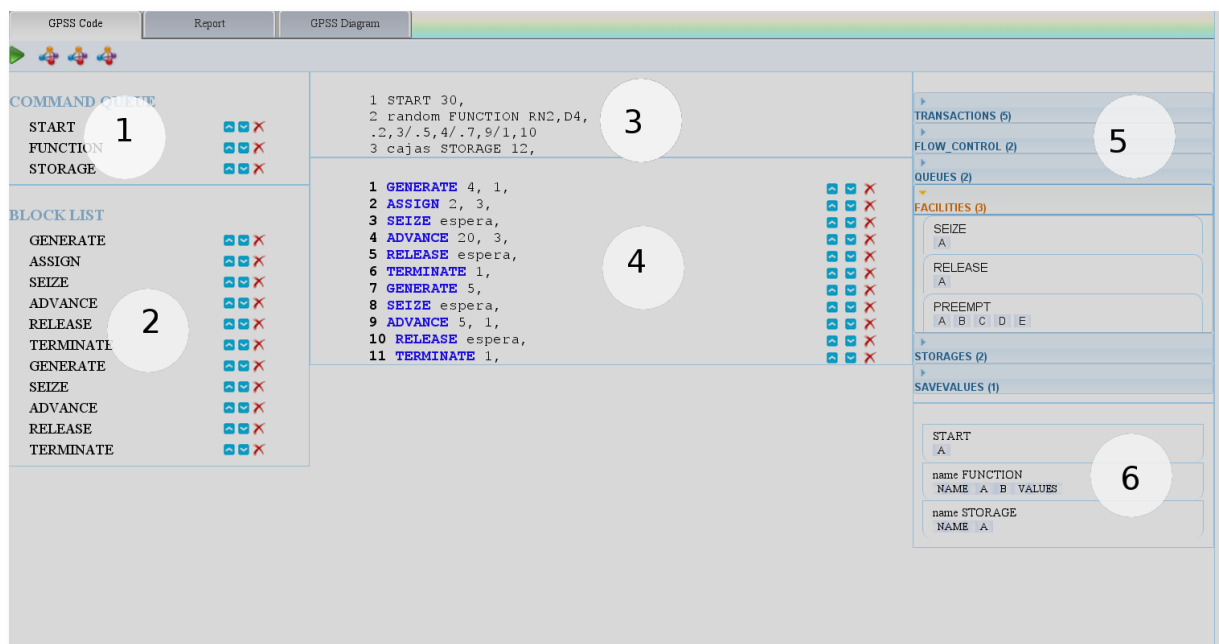 GPSS Code
Report
GPSS Diagram
COMMAND QUEUE
START
FUNCTION
STORAGE
1
BLOCK LIST
GENERATE
ASSIGN
SEIZE
ADVANCE
RELEASE
TERMINATE
GENERATE
SEIZE
ADVANCE
RELEASE
TERMINATE
2
1 START 30,
2 random FUNCTION RN2,D4,
.2,3/.5,4/.7,9/1,10
3 cajas STORAGE 12,
3
1 GENERATE 4, 1,
2 ASSIGN 2, 3,
3 SEIZE espera,
4 ADVANCE 20, 3,
5 RELEASE espera,
6 TERMINATE 1,
7 GENERATE 5,
8 SEIZE espera,
9 ADVANCE 5, 1,
10 RELEASE espera,
11 TERMINATE 1,
4
TRANSACTIONS (5)
FLOW_CONTROL (2)
QUEUES (2)
FACILITIES (3)
SEIZE
A
RELEASE
A
PREEMPT
A B C D E
STORAGES (2)
SAVEVALUES (1)
5
START
A
name FUNCTION
NAME A B VALUES
name STORAGE
NAME A
6